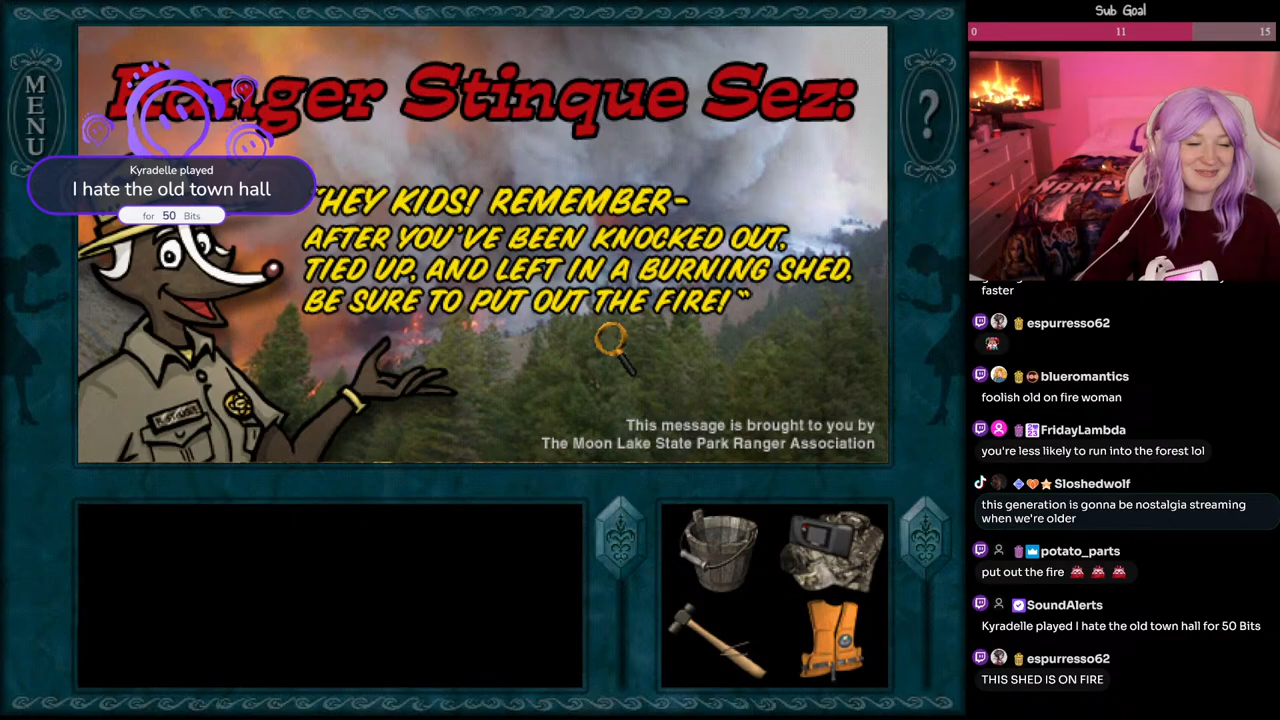 MENU
Ranger Stinque Sez:
Kyradelle played
I hate the old town hall
for 50 Bits
"HEY KIDS! REMEMBER-
AFTER YOU'VE BEEN KNOCKED OUT,
TIED UP, AND LEFT IN A BURNING SHED,
BE SURE TO PUT OUT THE FIRE!"
This message is brought to you by
The Moon Lake State Park Ranger Association
?
Sub Goal
0 11 15
NANCY
faster
espurresso62
blueromantics
foolish old on fire woman
FridayLambda
you're less likely to run into the forest lol
Sloshedwolf
this generation is gonna be nostalgia streaming
when we're older
potato_parts
put out the fire
SoundAlerts
Kyradelle played I hate the old town hall for 50 Bits
espurresso62
THIS SHED IS ON FIRE